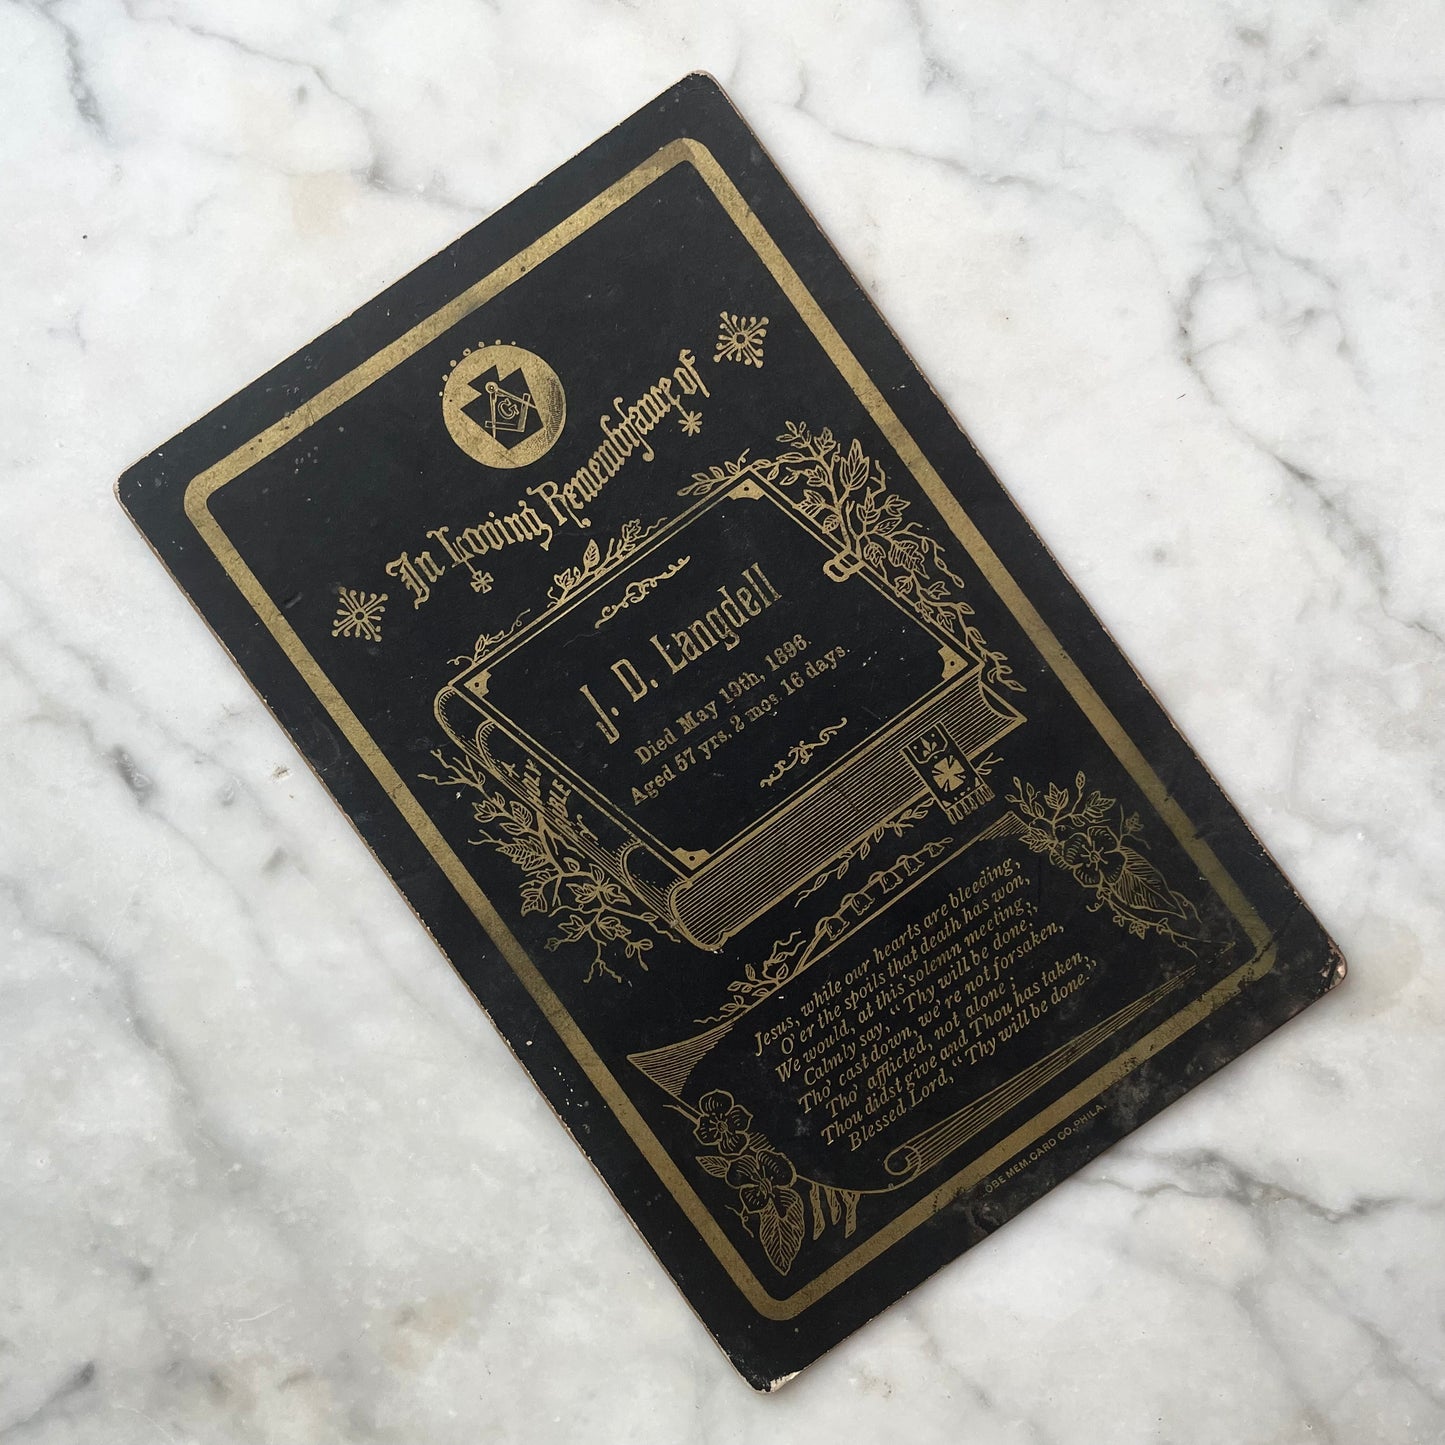 G
In Loving Remembrance of
J. D. Langdell
Died May 19th, 1896.
Aged 57 yrs. 2 mos. 16 days.
HOLY
BIBLE
Jesus, while our hearts are bleeding,
O'er the spoils that death has won,
We would, at this solemn meeting,
Calmly say, "Thy will be done."
Tho' cast down, we're not forsaken,
Tho' afflicted, not alone;
Thou didst give and Thou has taken,
Blessed Lord, "Thy will be done."
OBE MEM. CARD CO. PHILA.